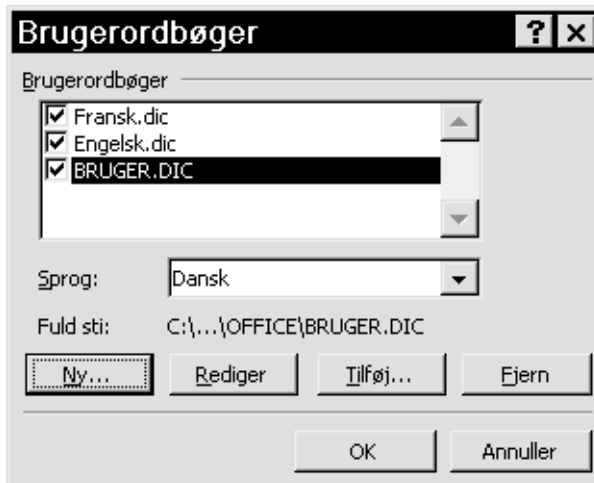 Brugerordbøger
Brugerordbøger
Fransk.dic
Engelsk.dic
BRUGER.DIC
Sprog: Dansk
Fuld sti: C:\...\OFFICE\BRUGER.DIC
Ny... Rediger Tilføj... Fjern
OK Annuller